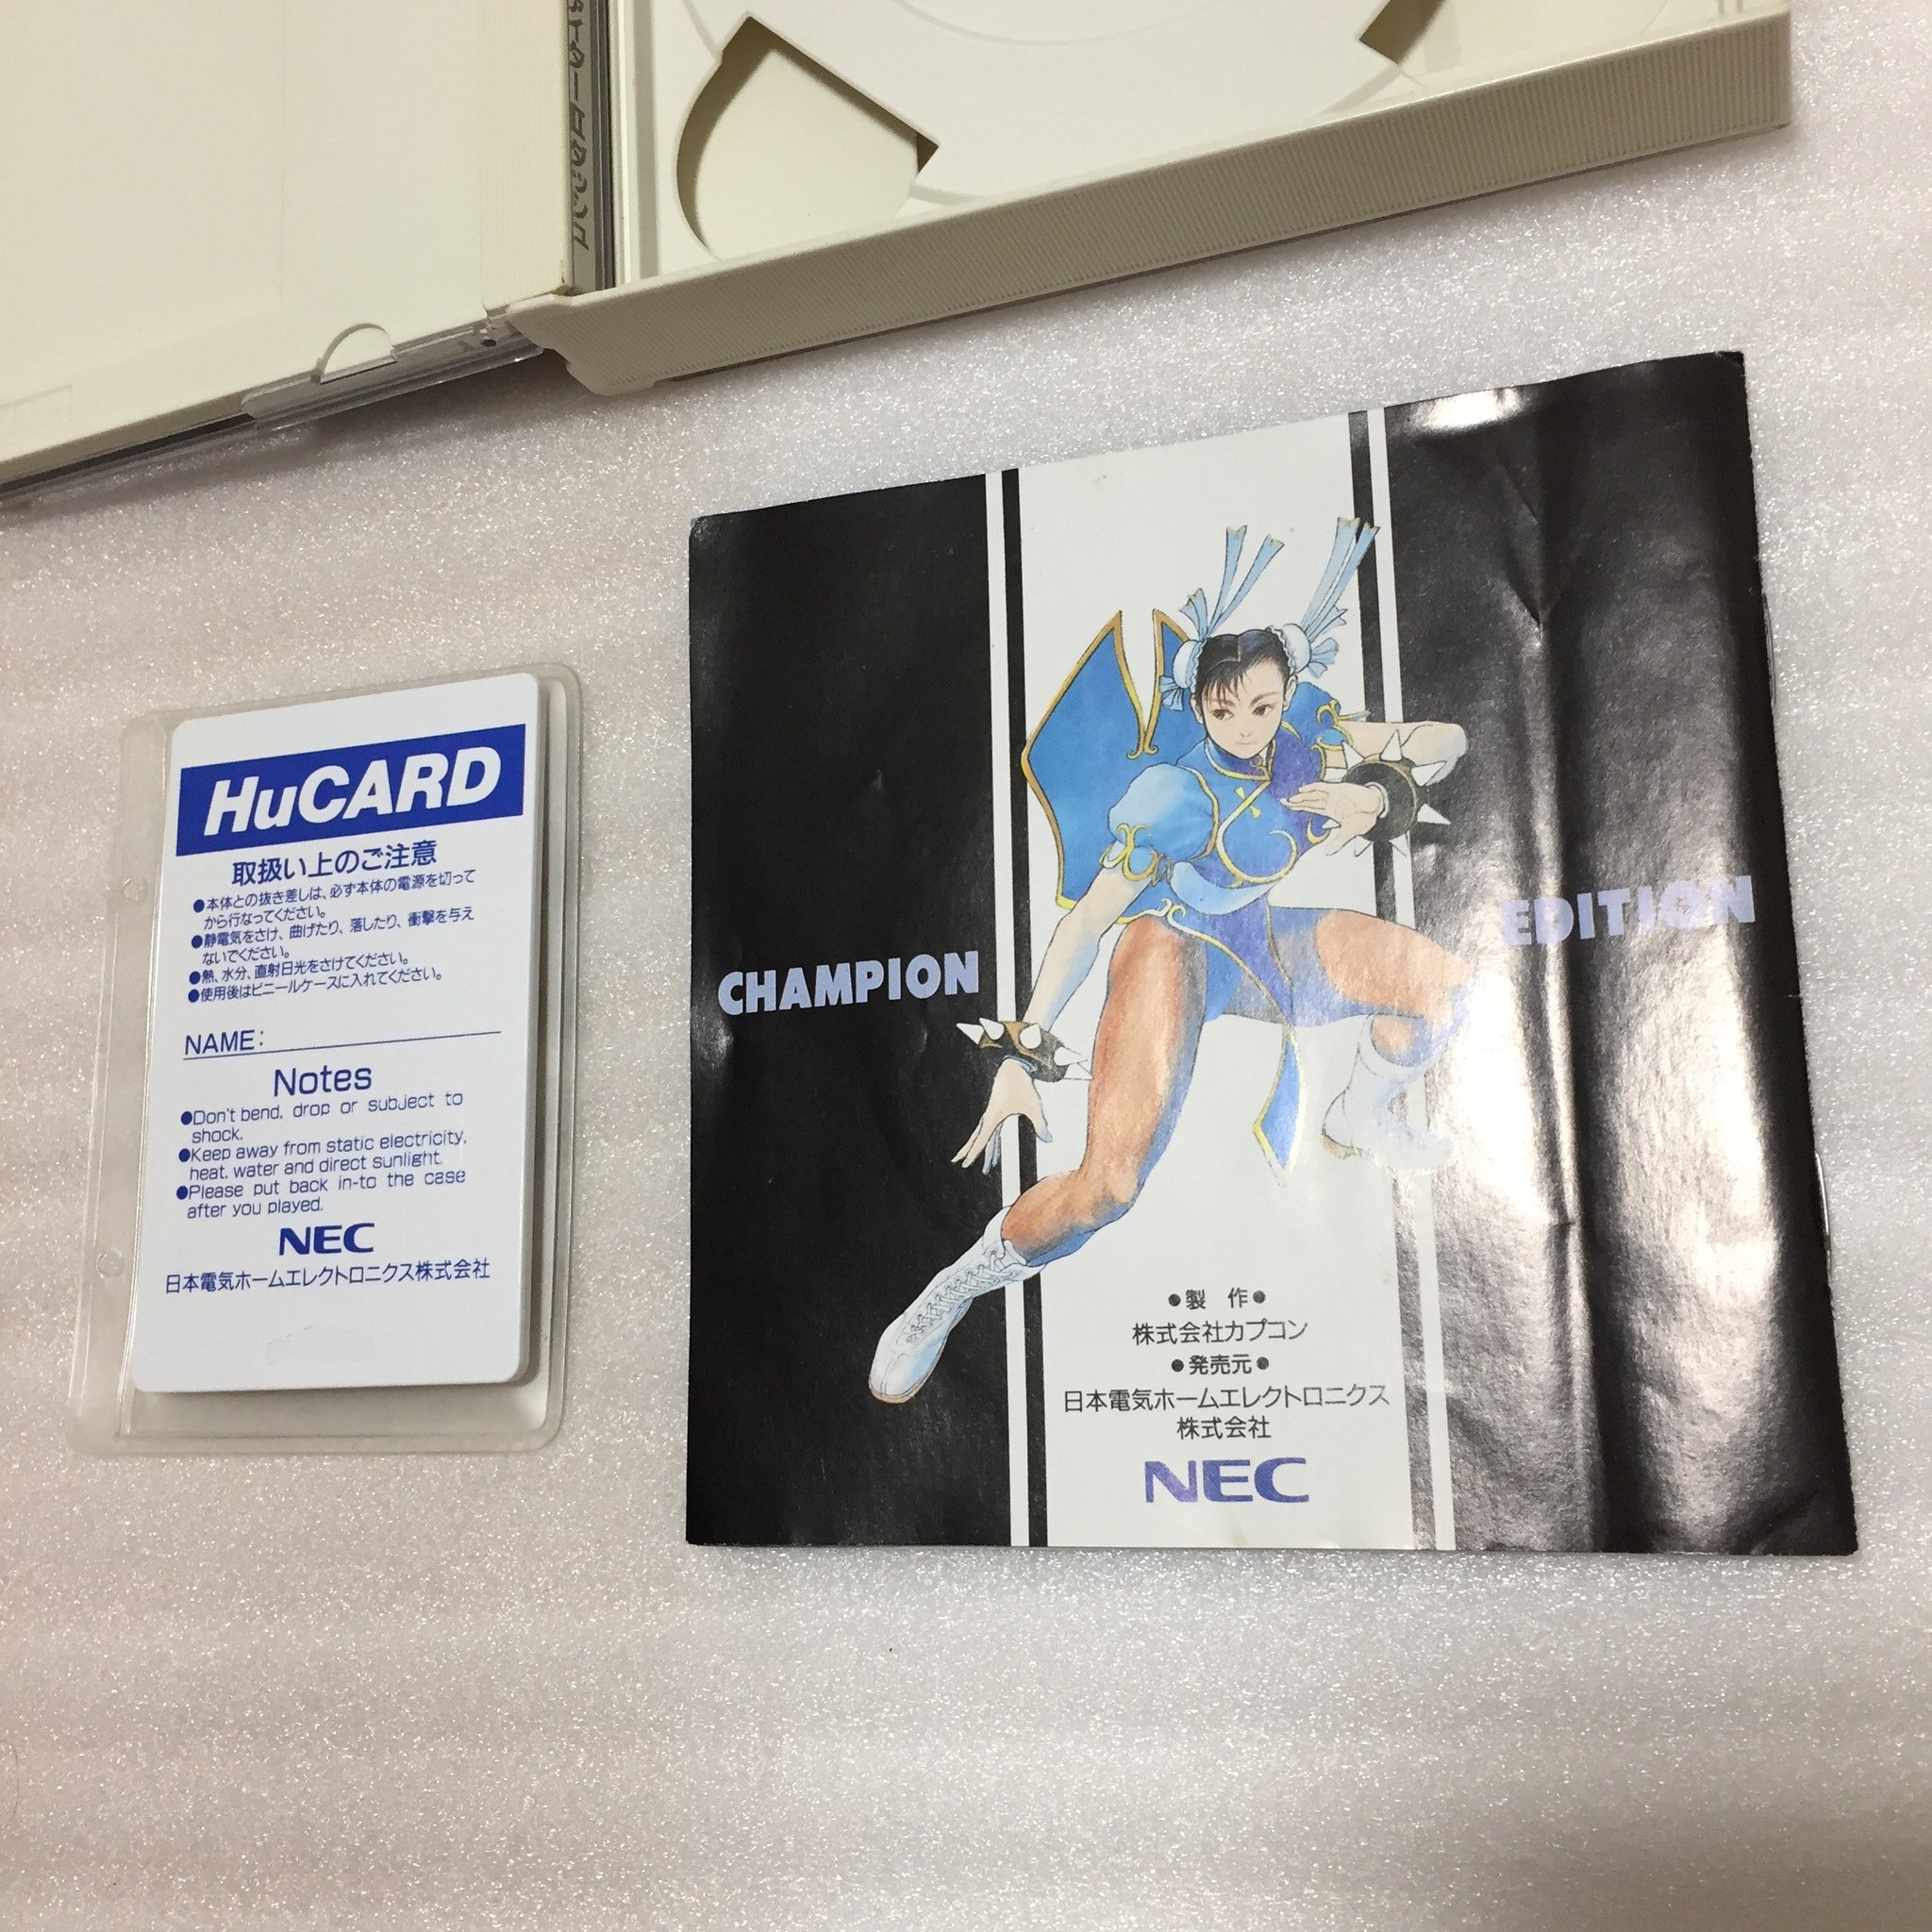 HuCARD
取扱い上のご注意
●本体との抜き差しは、必ず本体の電源を切って
から行なってください。
●静電気をさけ、曲げたり、落したり、衝撃を与え
ないでください。
●熱、水分、直射日光をさけてください。
●使用後はビニールケースに入れてください。
NAME:
Notes
●Don't bend, drop or subject to
shock.
●Keep away from static electricity,
heat, water and direct sunlight.
●Please put back in-to the case
after you played.
NEC
日本電気ホームエレクトロニクス株式会社
CHAMPION
EDITION
●製 作●
株式会社カプコン
●発売元●
日本電気ホームエレクトロニクス
株式会社
NEC